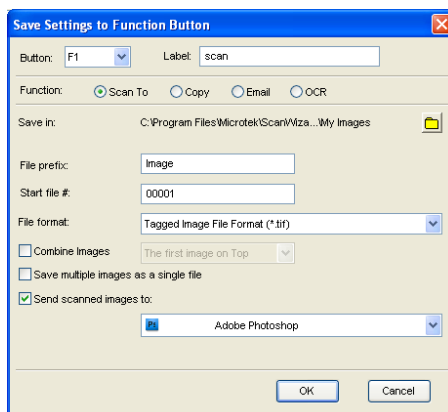 Save Settings to Function Button
Button: F1 Label: scan
Function: Scan To Copy Email OCR
Save in: C:\Program Files\Microtek\ScanWiza...\My Images
File prefix: Image
Start file #: 00001
File format: Tagged Image File Format (*.tif)
Combine Images The first image on Top
Save multiple images as a single file
Send scanned images to:
Adobe Photoshop
OK Cancel